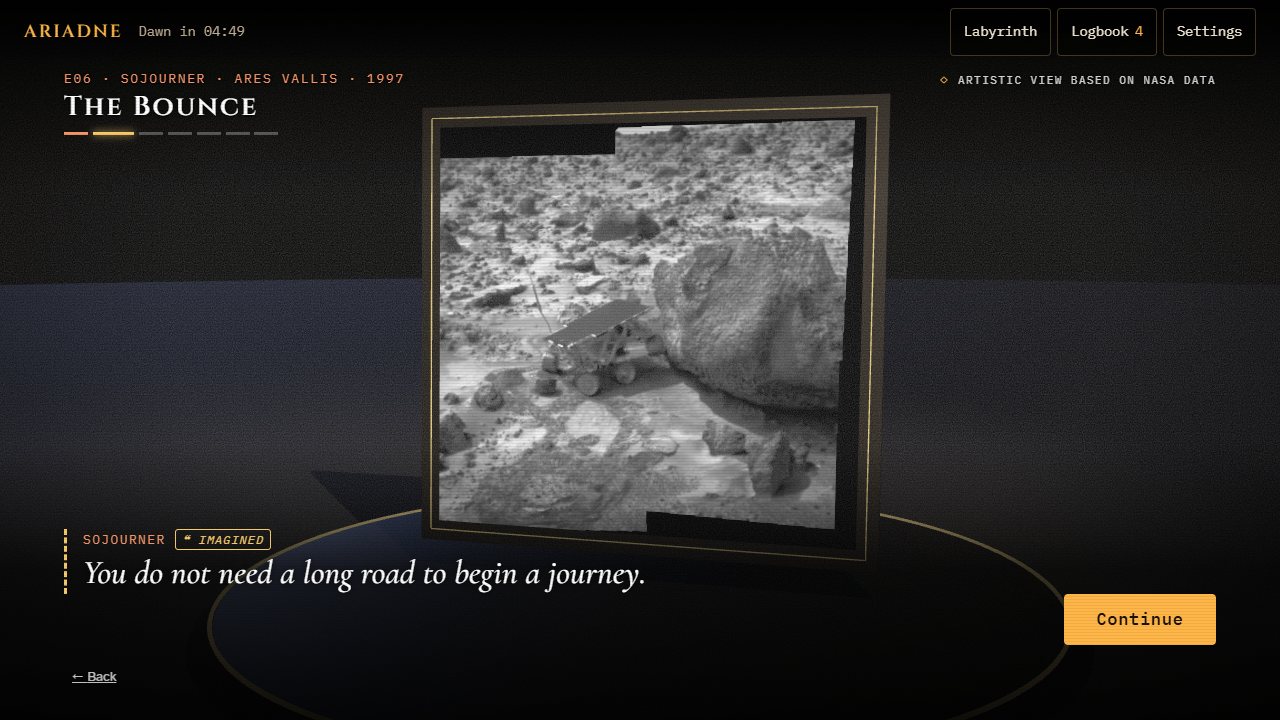 ARIADNE Dawn in 04:49 Labyrinth Logbook 4 Settings
E06 · SOJOURNER · ARES VALLIS · 1997
◇ ARTISTIC VIEW BASED ON NASA DATA
The Bounce
SOJOURNER ❝ IMAGINED
You do not need a long road to begin a journey.
Continue
← Back